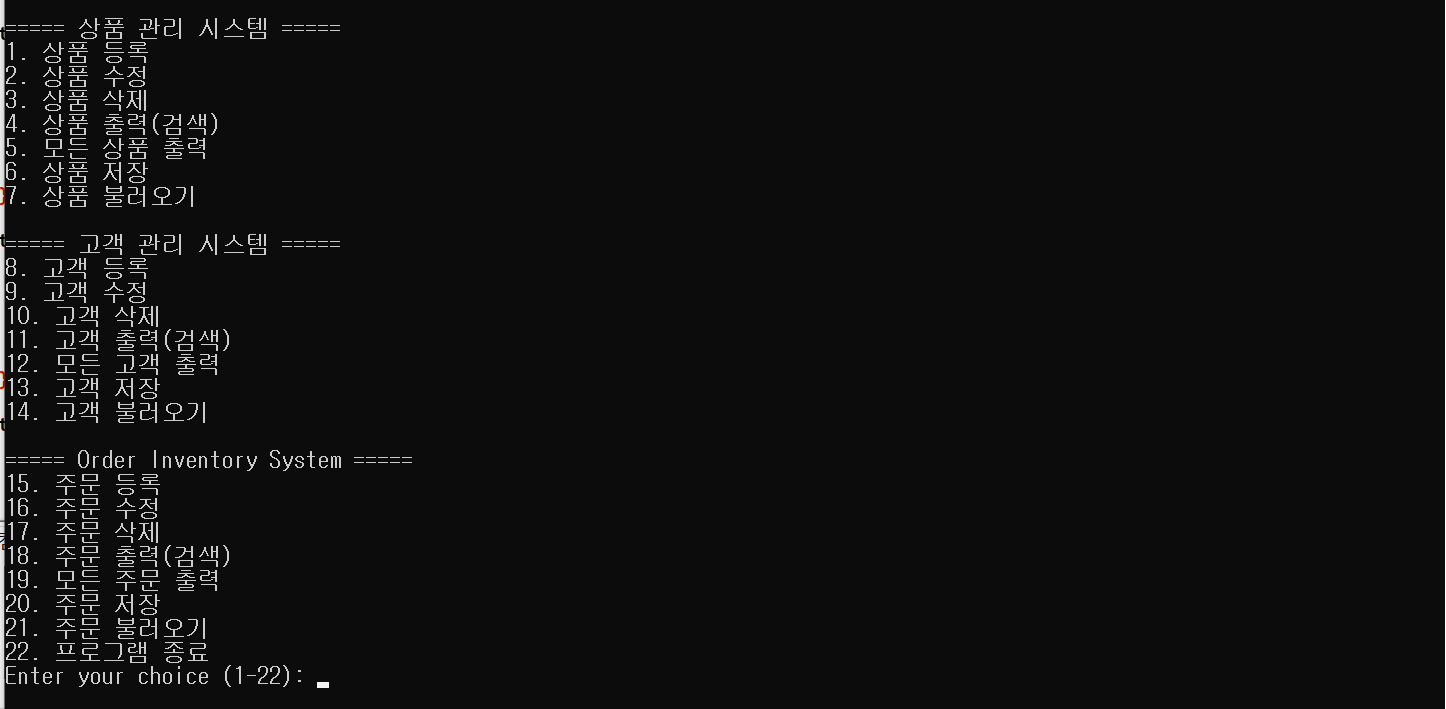 ===== 상품 관리 시스템 =====
1. 상품 등록
2. 상품 수정
3. 상품 삭제
4. 상품 출력(검색)
5. 모든 상품 출력
6. 상품 저장
7. 상품 불러오기
===== 고객 관리 시스템 =====
8. 고객 등록
9. 고객 수정
10. 고객 삭제
11. 고객 출력(검색)
12. 모든 고객 출력
13. 고객 저장
14. 고객 불러오기
===== Order Inventory System =====
15. 주문 등록
16. 주문 수정
17. 주문 삭제
18. 주문 출력(검색)
19. 모든 주문 출력
20. 주문 저장
21. 주문 불러오기
22. 프로그램 종료
Enter your choice (1-22):